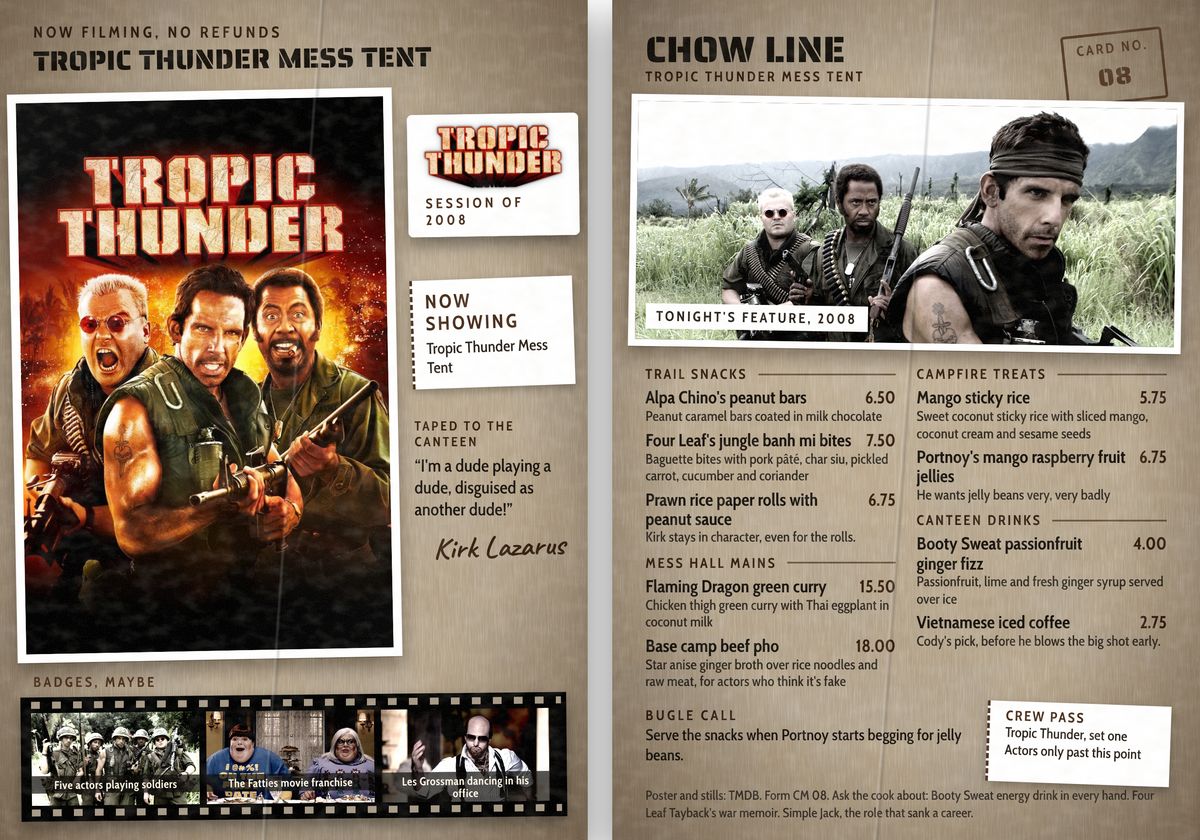 NOW FILMING, NO REFUNDS
TROPIC THUNDER MESS TENT
TROPIC
THUNDER
TROPIC
THUNDER
SESSION OF
2008
NOW
SHOWING
Tropic Thunder Mess
Tent
TAPED TO THE
CANTEEN
“I'm a dude playing a
dude, disguised as
another dude!”
Kirk Lazarus
BADGES, MAYBE
Five actors playing soldiers
The Fatties movie franchise
Les Grossman dancing in his
office
CHOW LINE
TROPIC THUNDER MESS TENT
CARD NO.
08
TONIGHT'S FEATURE, 2008
TRAIL SNACKS
Alpa Chino's peanut bars 6.50
Peanut caramel bars coated in milk chocolate
Four Leaf's jungle banh mi bites 7.50
Baguette bites with pork pâté, char siu, pickled
carrot, cucumber and coriander
Prawn rice paper rolls with 6.75
peanut sauce
Kirk stays in character, even for the rolls.
MESS HALL MAINS
Flaming Dragon green curry 15.50
Chicken thigh green curry with Thai eggplant in
coconut milk
Base camp beef pho 18.00
Star anise ginger broth over rice noodles and
raw meat, for actors who think it's fake
CAMPFIRE TREATS
Mango sticky rice 5.75
Sweet coconut sticky rice with sliced mango,
coconut cream and sesame seeds
Portnoy's mango raspberry fruit 6.75
jellies
He wants jelly beans very, very badly
CANTEEN DRINKS
Booty Sweat passionfruit 4.00
ginger fizz
Passionfruit, lime and fresh ginger syrup served
over ice
Vietnamese iced coffee 2.75
Cody's pick, before he blows the big shot early.
BUGLE CALL
Serve the snacks when Portnoy starts begging for jelly
beans.
CREW PASS
Tropic Thunder, set one
Actors only past this point
Poster and stills: TMDB. Form CM 08. Ask the cook about: Booty Sweat energy drink in every hand. Four
Leaf Tayback's war memoir. Simple Jack, the role that sank a career.